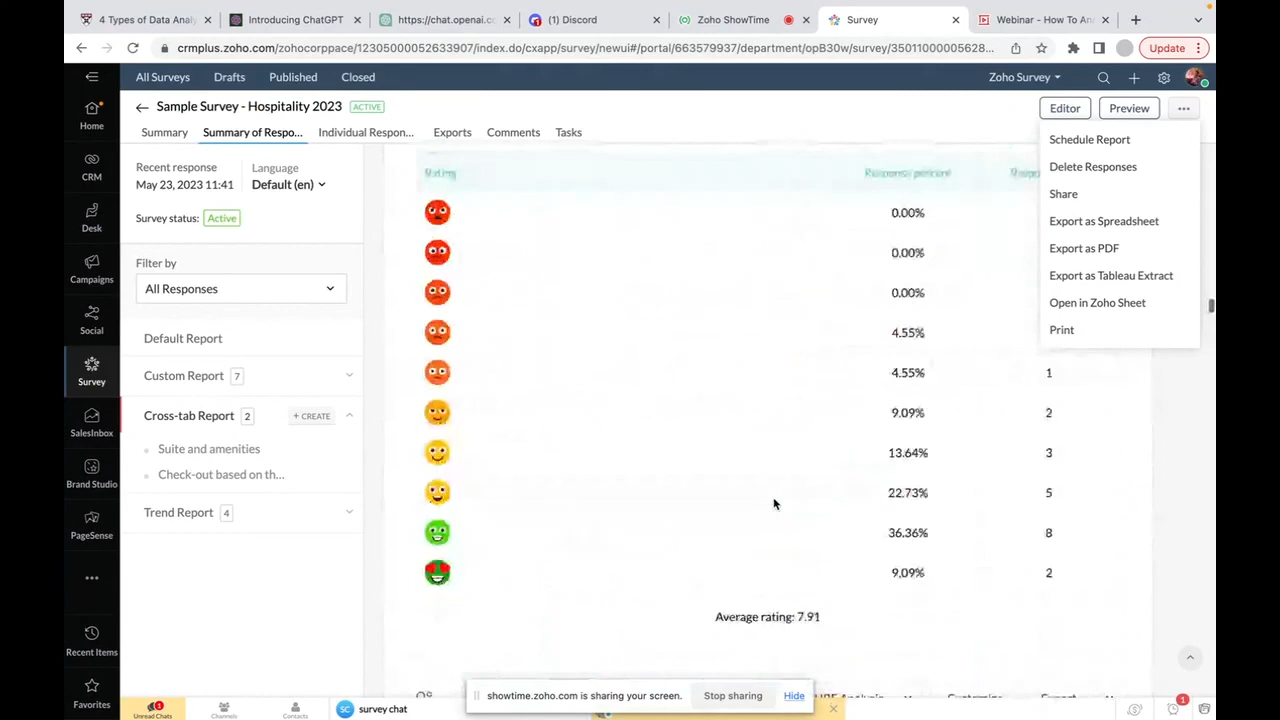 4 Types of Data Anal
Introducing ChatGPT
https://chat.openai.co
(1) Discord
Zoho ShowTime
Survey
Webinar - How To An
crmplus.zoho.com/zohocorppace/12305000052633907/index.do/cxapp/survey/newui#/portal/663579937/department/opB30w/survey/35011000005628...
Update
All Surveys
Drafts
Published
Closed
Zoho Survey
Sample Survey - Hospitality 2023
ACTIVE
Editor
Preview
Summary
Summary of Respo...
Individual Respon...
Exports
Comments
Tasks
Home
CRM
Desk
Campaigns
Social
Survey
SalesInbox
Brand Studio
PageSense
Recent Items
Favorites
Recent response
May 23, 2023 11:41
Language
Default (en)
Survey status: Active
Filter by
All Responses
Default Report
Custom Report 7
Cross-tab Report 2
+ CREATE
Suite and amenities
Check-out based on th...
Trend Report 4
Rating
Response percent
0.00%
0.00%
0.00%
4.55%
4.55% 1
9.09% 2
13.64% 3
22.73% 5
36.36% 8
9.09% 2
Average rating: 7.91
Schedule Report
Delete Responses
Share
Export as Spreadsheet
Export as PDF
Export as Tableau Extract
Open in Zoho Sheet
Print
showtime.zoho.com is sharing your screen.
Stop sharing
Hide
Unread Chats
Channels
Contacts
SC
survey chat
1